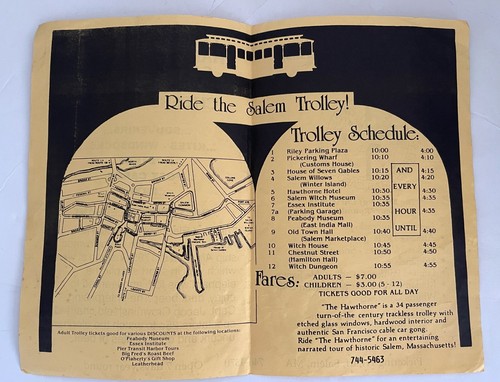 Ride the Salem Trolley!
Trolley Schedule:
1 Riley Parking Plaza 10:00 4:00
2 Pickering Wharf 10:10 4:10
(Customs House)
3 House of Seven Gables 10:15 4:15
4 Salem Willows 10:20 4:20
(Winter Island)
5 Hawthorne Hotel 10:30 4:30
6 Salem Witch Museum 10:35 4:35
7 Essex Institute 10:35
7a (Parking Garage) 4:35
8 Peabody Museum 10:35
(East India Mall)
9 Old Town Hall 10:40 4:40
(Salem Marketplace)
10 Witch House 10:45 4:45
11 Chestnut Street 10:50 4:50
(Hamilton Hall)
12 Witch Dungeon 10:55 4:55
AND
EVERY
HOUR
UNTIL
Fares: ADULTS — $7.00
CHILDREN — $3.00 (5 - 12)
TICKETS GOOD FOR ALL DAY
"The Hawthorne" is a 34 passenger
turn-of-the century trackless trolley with
etched glass windows, hardwood interior and
authentic San Francisco cable car gong.
Ride "The Hawthorne" for an entertaining
narrated tour of historic Salem, Massachusetts!
744-5463
Adult Trolley tickets good for various DISCOUNTS at the following locations:
Peabody Museum
Essex Institute
Pier Transit Harbor Tours
Big Fred's Roast Beef
O'Flaherty's Gift Shop
Leatherhead